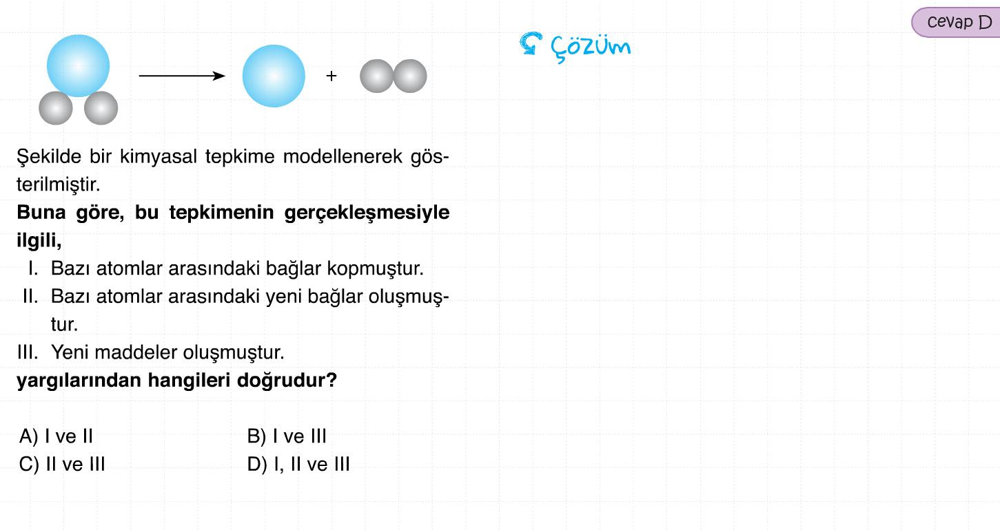 cevap D
Çözüm
+
Şekilde bir kimyasal tepkime modellenerek gös-
terilmiştir.
Buna göre, bu tepkimenin gerçekleşmesiyle
ilgili,
I. Bazı atomlar arasındaki bağlar kopmuştur.
II. Bazı atomlar arasındaki yeni bağlar oluşmuş-
tur.
III. Yeni maddeler oluşmuştur.
yargılarından hangileri doğrudur?
A) I ve II B) I ve III
C) II ve III D) I, II ve III